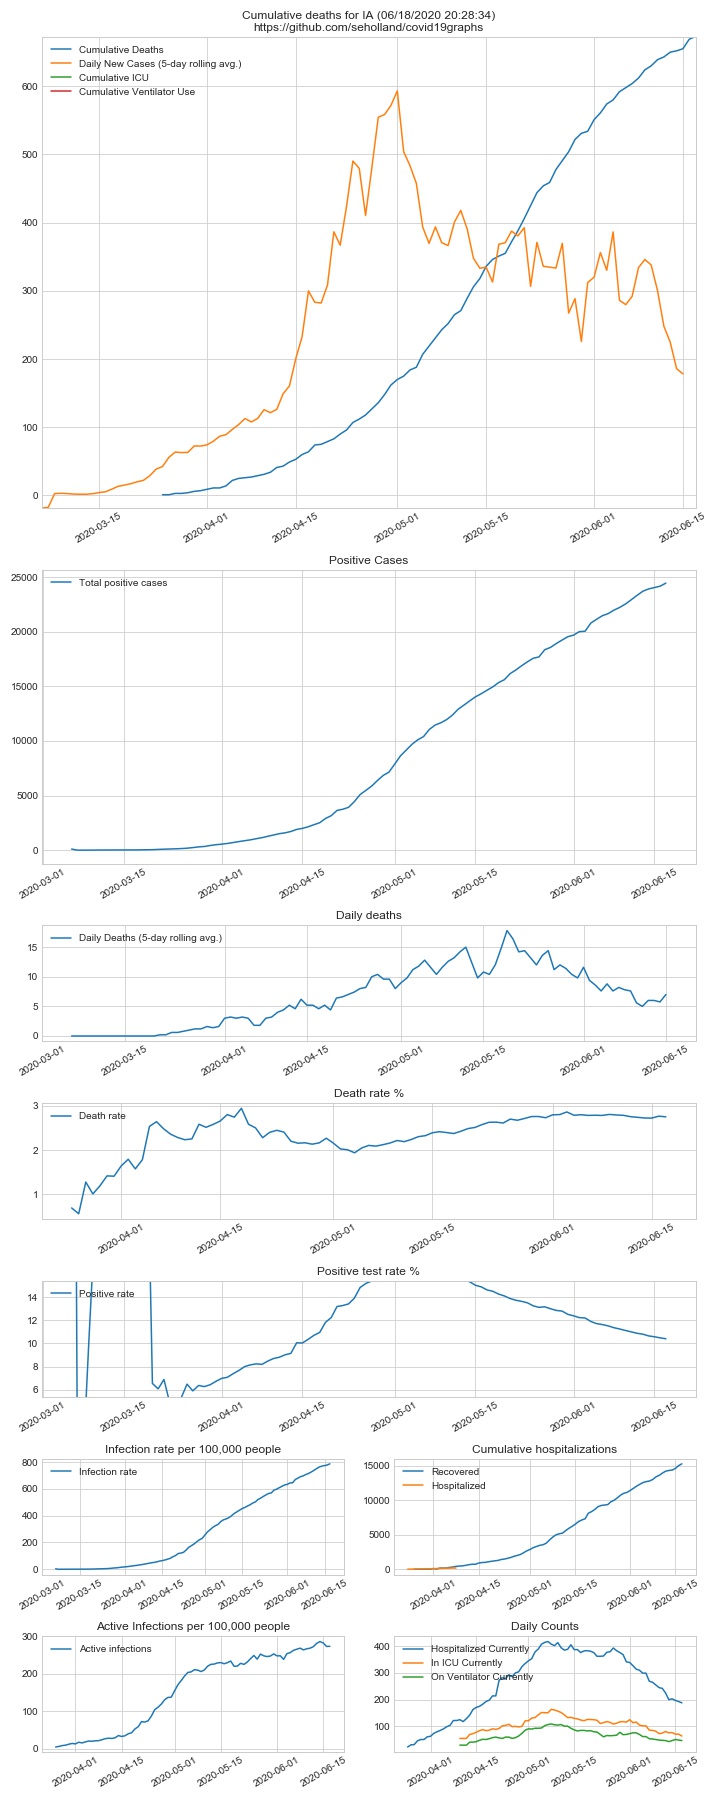 Cumulative deaths for IA (06/18/2020 20:28:34)
https://github.com/seholland/covid19graphs
Cumulative Deaths
Daily New Cases (5-day rolling avg.)
Cumulative ICU
Cumulative Ventilator Use
600
500
400
300
200
100
0
2020-03-15 2020-04-01 2020-04-15 2020-05-01 2020-05-15 2020-06-01 2020-06-15
Positive Cases
Total positive cases
25000
20000
15000
10000
5000
0
2020-03-01 2020-03-15 2020-04-01 2020-04-15 2020-05-01 2020-05-15 2020-06-01 2020-06-15
Daily deaths
Daily Deaths (5-day rolling avg.)
15
10
5
0
2020-03-01 2020-03-15 2020-04-01 2020-04-15 2020-05-01 2020-05-15 2020-06-01 2020-06-15
Death rate %
Death rate
3
2
1
2020-04-01 2020-04-15 2020-05-01 2020-05-15 2020-06-01 2020-06-15
Positive test rate %
Positive rate
14
12
10
8
6
2020-03-01 2020-03-15 2020-04-01 2020-04-15 2020-05-01 2020-05-15 2020-06-01 2020-06-15
Infection rate per 100,000 people
Infection rate
800
600
400
200
0
2020-03-01 2020-03-15 2020-04-01 2020-04-15 2020-05-01 2020-05-15 2020-06-01 2020-06-15
Cumulative hospitalizations
Recovered
Hospitalized
15000
10000
5000
0
2020-04-01 2020-04-15 2020-05-01 2020-05-15 2020-06-01 2020-06-15
Active Infections per 100,000 people
Active infections
300
200
100
0
2020-04-01 2020-04-15 2020-05-01 2020-05-15 2020-06-01 2020-06-15
Daily Counts
Hospitalized Currently
In ICU Currently
On Ventilator Currently
400
300
200
100
2020-04-01 2020-04-15 2020-05-01 2020-05-15 2020-06-01 2020-06-15